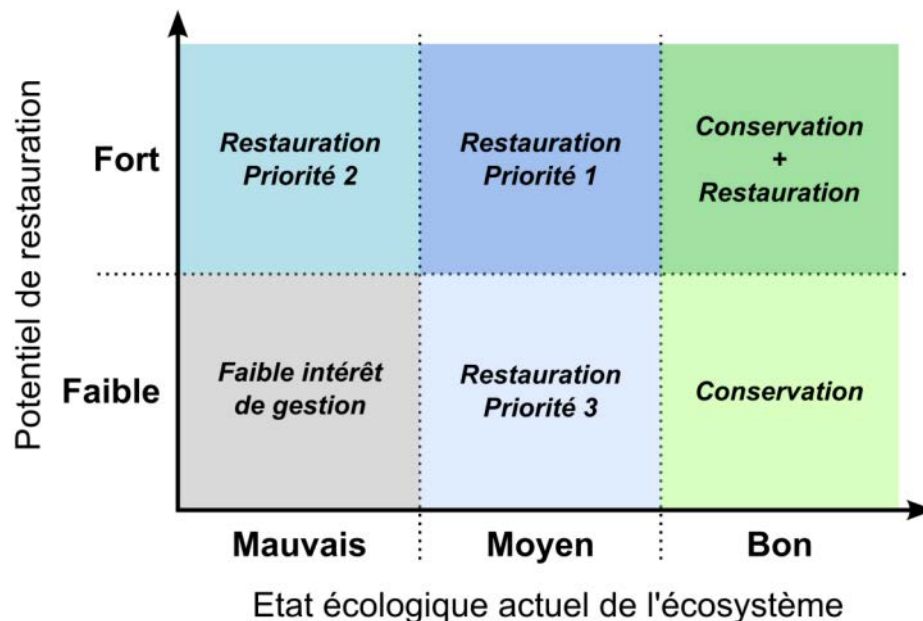 Potentiel de restauration
Fort
Faible
Restauration
Priorité 2
Restauration
Priorité 1
Conservation
+
Restauration
Faible intérêt
de gestion
Restauration
Priorité 3
Conservation
Mauvais
Moyen
Bon
Etat écologique actuel de l'écosystème